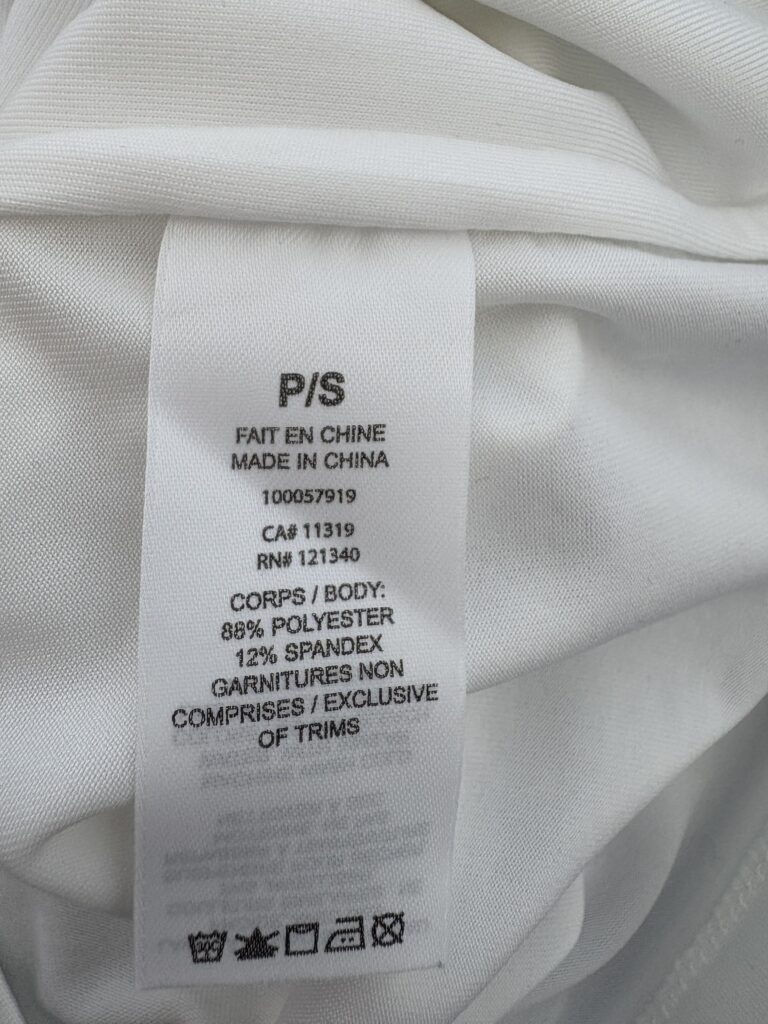 P/S
FAIT EN CHINE
MADE IN CHINA
100057919
CA# 11319
RN# 121340
CORPS / BODY:
88% POLYESTER
12% SPANDEX
GARNITURES NON
COMPRISES / EXCLUSIVE
OF TRIMS
30C